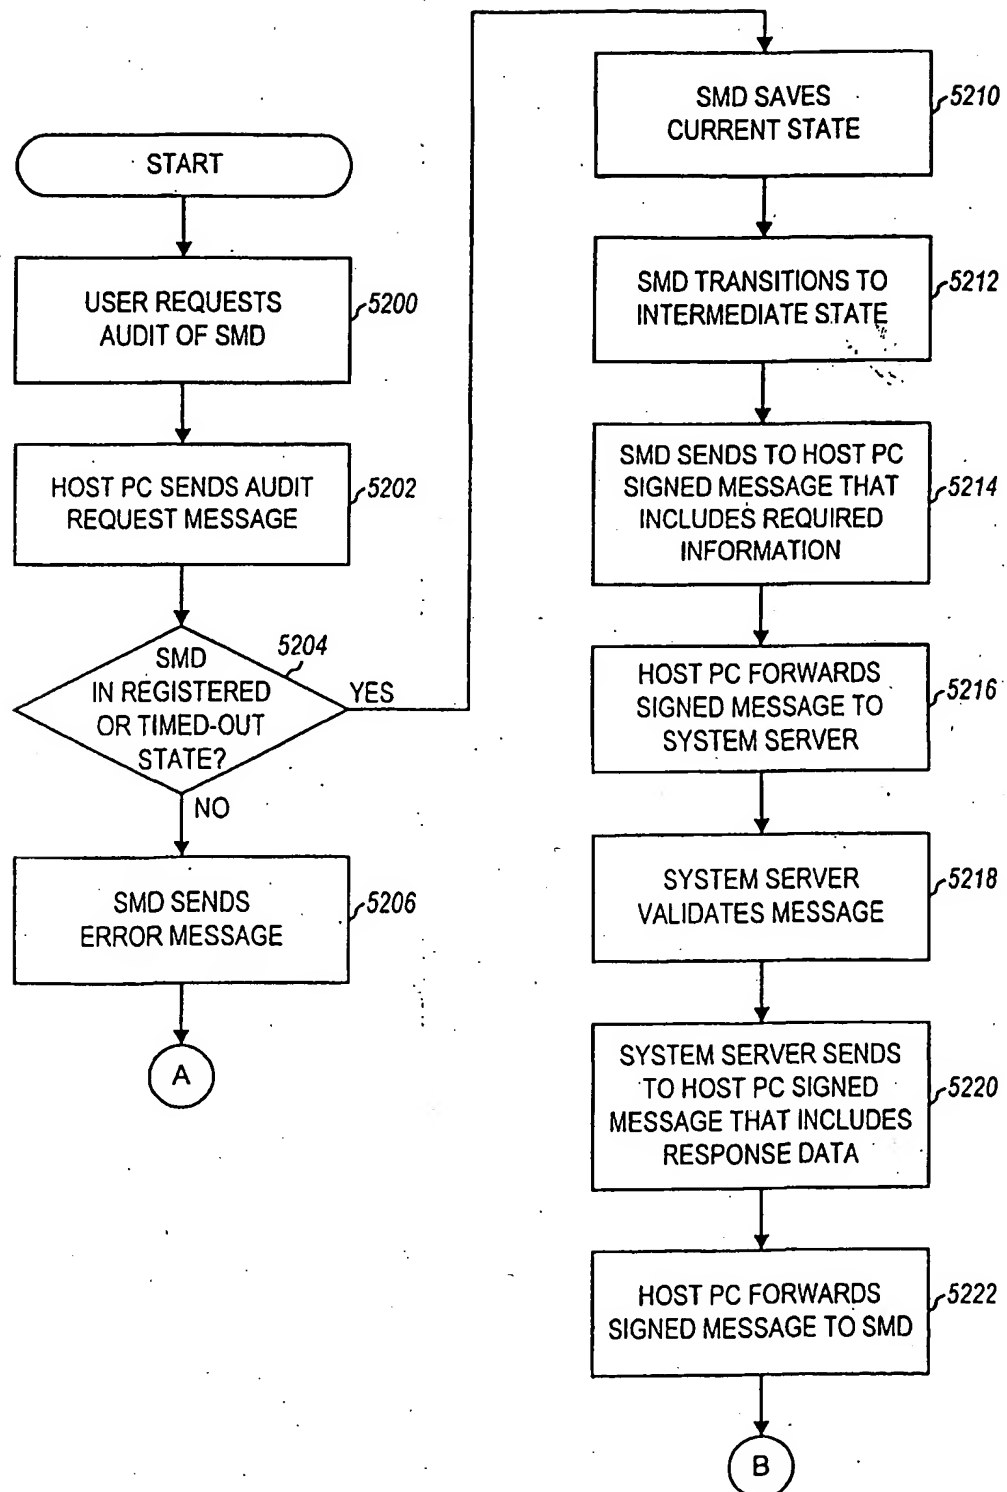 START
USER REQUESTS
AUDIT OF SMD
5200
HOST PC SENDS AUDIT
REQUEST MESSAGE
5202
SMD
IN REGISTERED
OR TIMED-OUT
STATE?
5204
YES
NO
SMD SENDS
ERROR MESSAGE
5206
A
SMD SAVES
CURRENT STATE
5210
SMD TRANSITIONS TO
INTERMEDIATE STATE
5212
SMD SENDS TO HOST PC
SIGNED MESSAGE THAT
INCLUDES REQUIRED
INFORMATION
5214
HOST PC FORWARDS
SIGNED MESSAGE TO
SYSTEM SERVER
5216
SYSTEM SERVER
VALIDATES MESSAGE
5218
SYSTEM SERVER SENDS
TO HOST PC SIGNED
MESSAGE THAT INCLUDES
RESPONSE DATA
5220
HOST PC FORWARDS
SIGNED MESSAGE TO SMD
5222
B